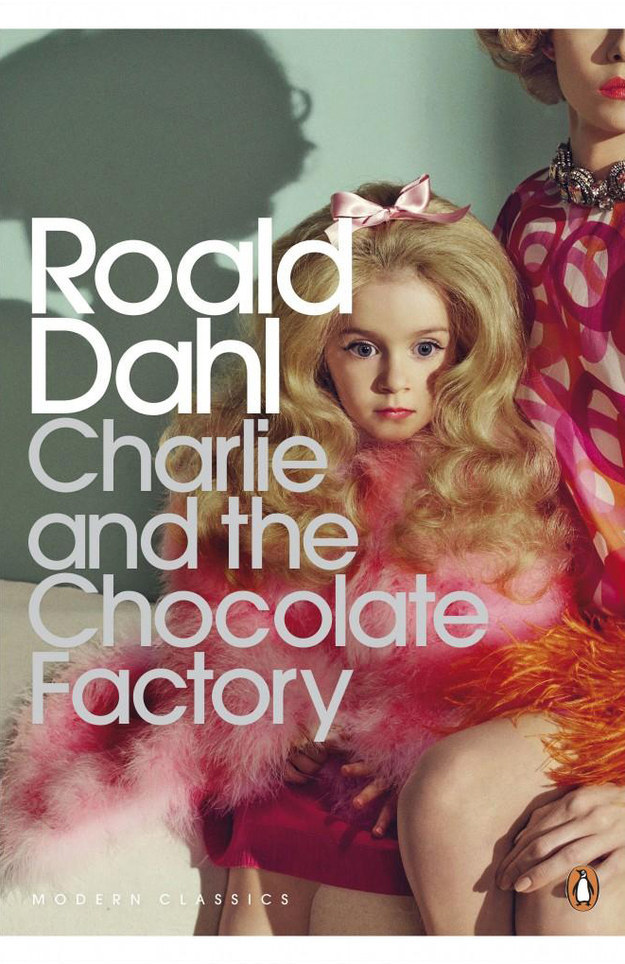 Roald
Dahl
Charlie
and the
Chocolate
Factory
MODERN CLASSICS